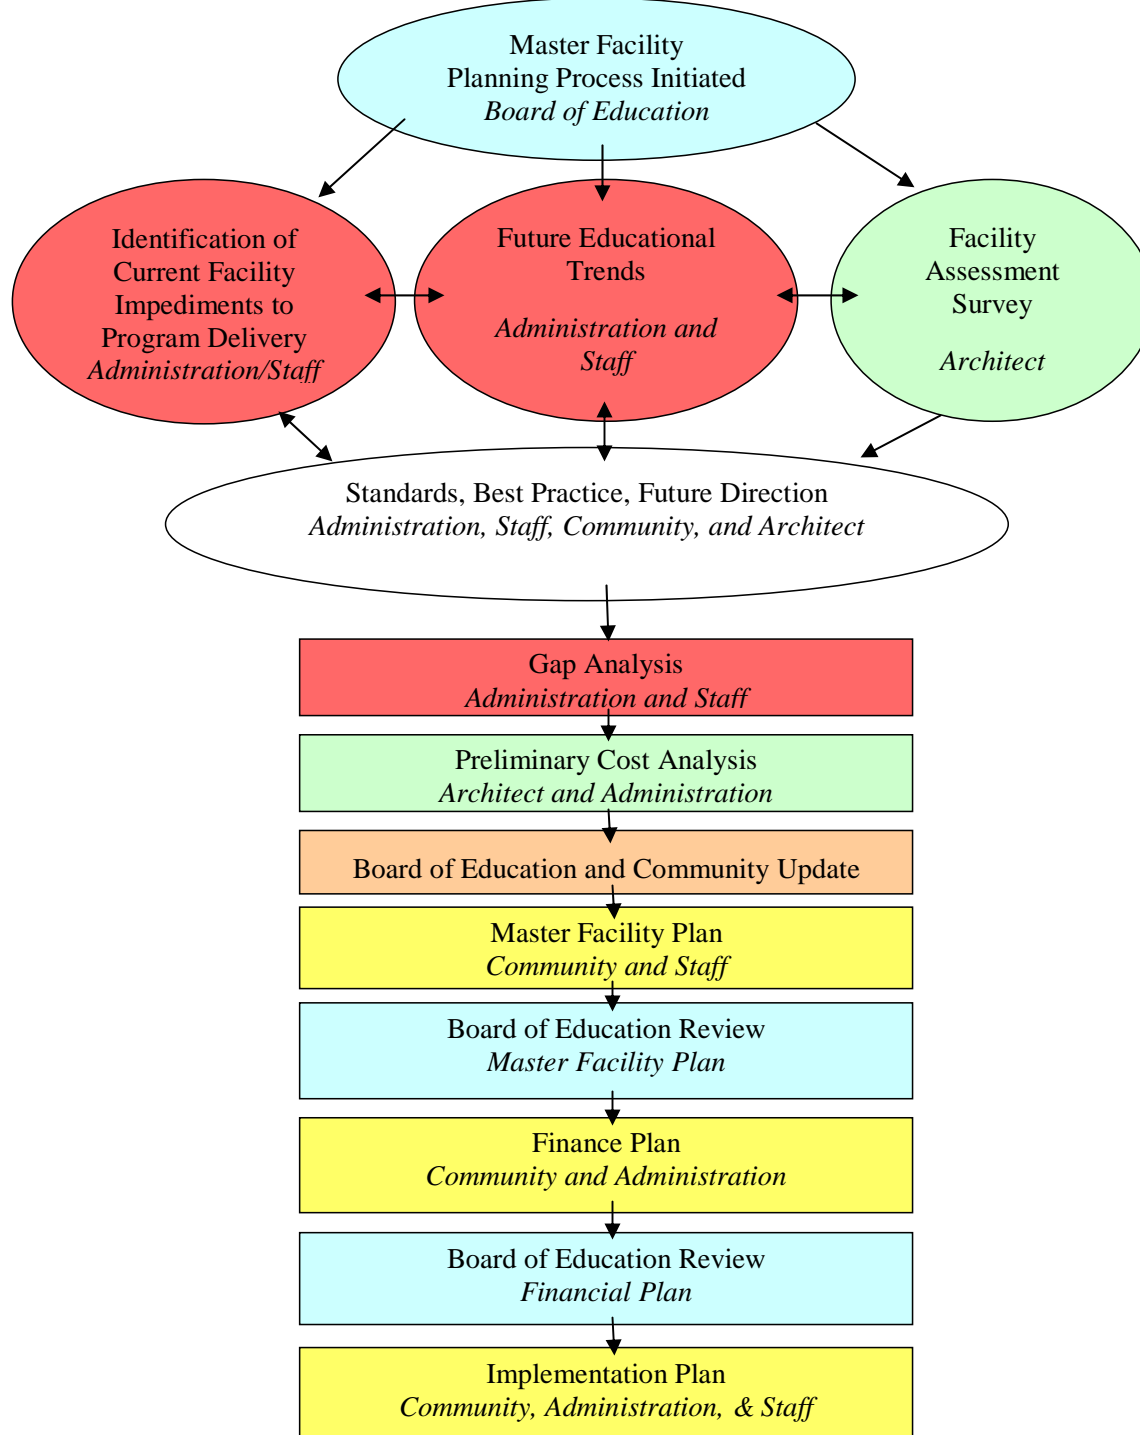 Master Facility
Planning Process Initiated
Board of Education
Identification of
Current Facility
Impediments to
Program Delivery
Administration/Staff
Future Educational
Trends
Administration and
Staff
Facility
Assessment
Survey
Architect
Standards, Best Practice, Future Direction
Administration, Staff, Community, and Architect
Gap Analysis
Administration and Staff
Preliminary Cost Analysis
Architect and Administration
Board of Education and Community Update
Master Facility Plan
Community and Staff
Board of Education Review
Master Facility Plan
Finance Plan
Community and Administration
Board of Education Review
Financial Plan
Implementation Plan
Community, Administration, & Staff